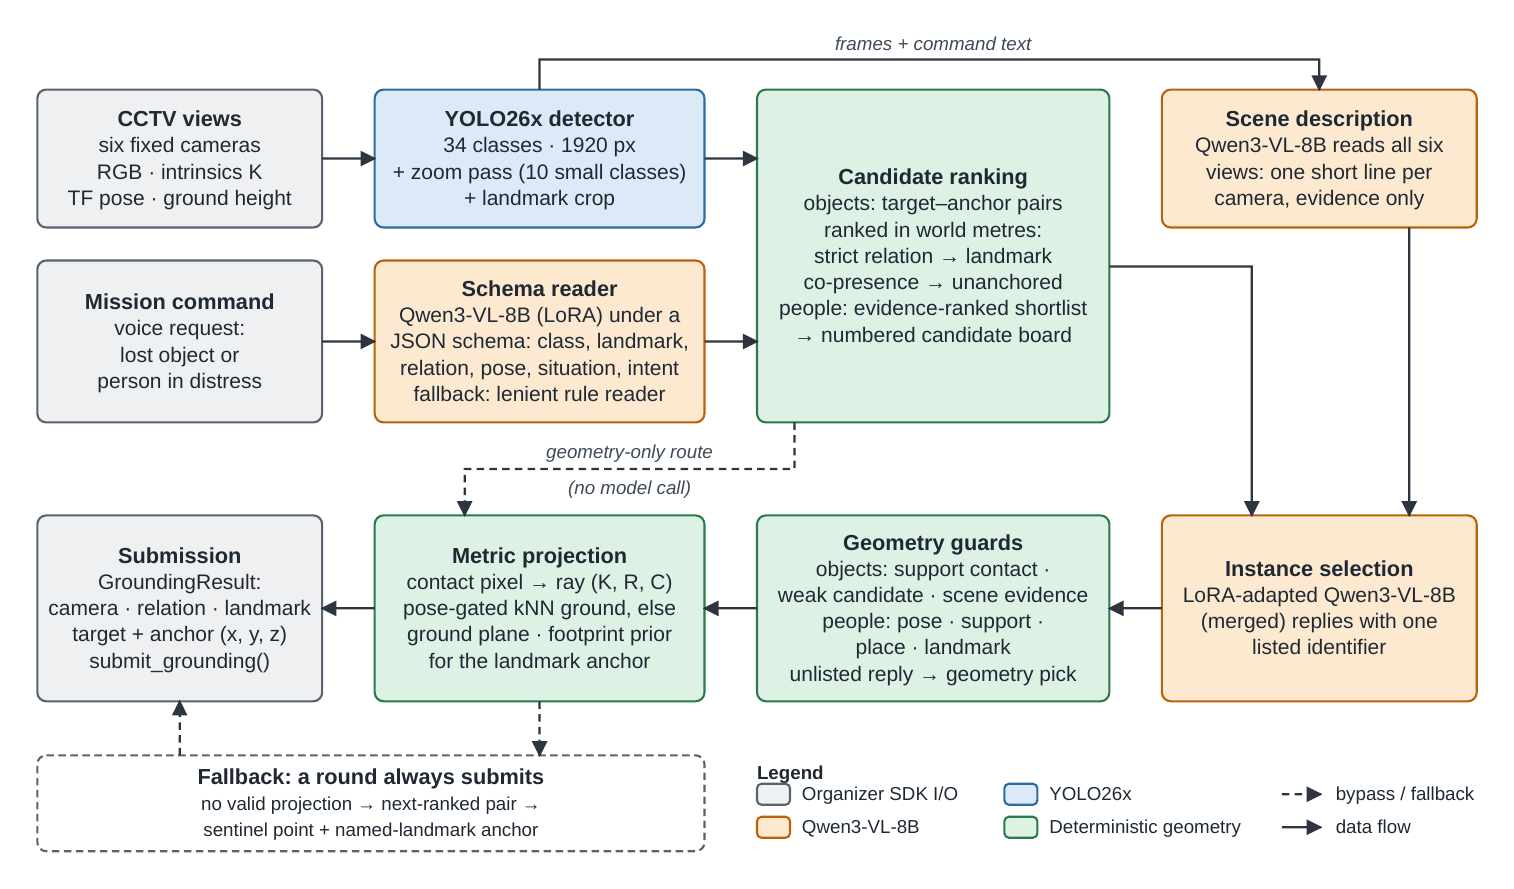 frames + command text
CCTV views
six fixed cameras
RGB · intrinsics K
TF pose · ground height
YOLO26x detector
34 classes · 1920 px
+ zoom pass (10 small classes)
+ landmark crop
Candidate ranking
objects: target–anchor pairs
ranked in world metres:
strict relation → landmark
co-presence → unanchored
people: evidence-ranked shortlist
→ numbered candidate board
Scene description
Qwen3-VL-8B reads all six
views: one short line per
camera, evidence only
Mission command
voice request:
lost object or
person in distress
Schema reader
Qwen3-VL-8B (LoRA) under a
JSON schema: class, landmark,
relation, pose, situation, intent
fallback: lenient rule reader
geometry-only route
(no model call)
Submission
GroundingResult:
camera · relation · landmark
target + anchor (x, y, z)
submit_grounding()
Metric projection
contact pixel → ray (K, R, C)
pose-gated kNN ground, else
ground plane · footprint prior
for the landmark anchor
Geometry guards
objects: support contact ·
weak candidate · scene evidence
people: pose · support ·
place · landmark
unlisted reply → geometry pick
Instance selection
LoRA-adapted Qwen3-VL-8B
(merged) replies with one
listed identifier
Fallback: a round always submits
no valid projection → next-ranked pair →
sentinel point + named-landmark anchor
Legend
Organizer SDK I/O
YOLO26x
bypass / fallback
Qwen3-VL-8B
Deterministic geometry
data flow